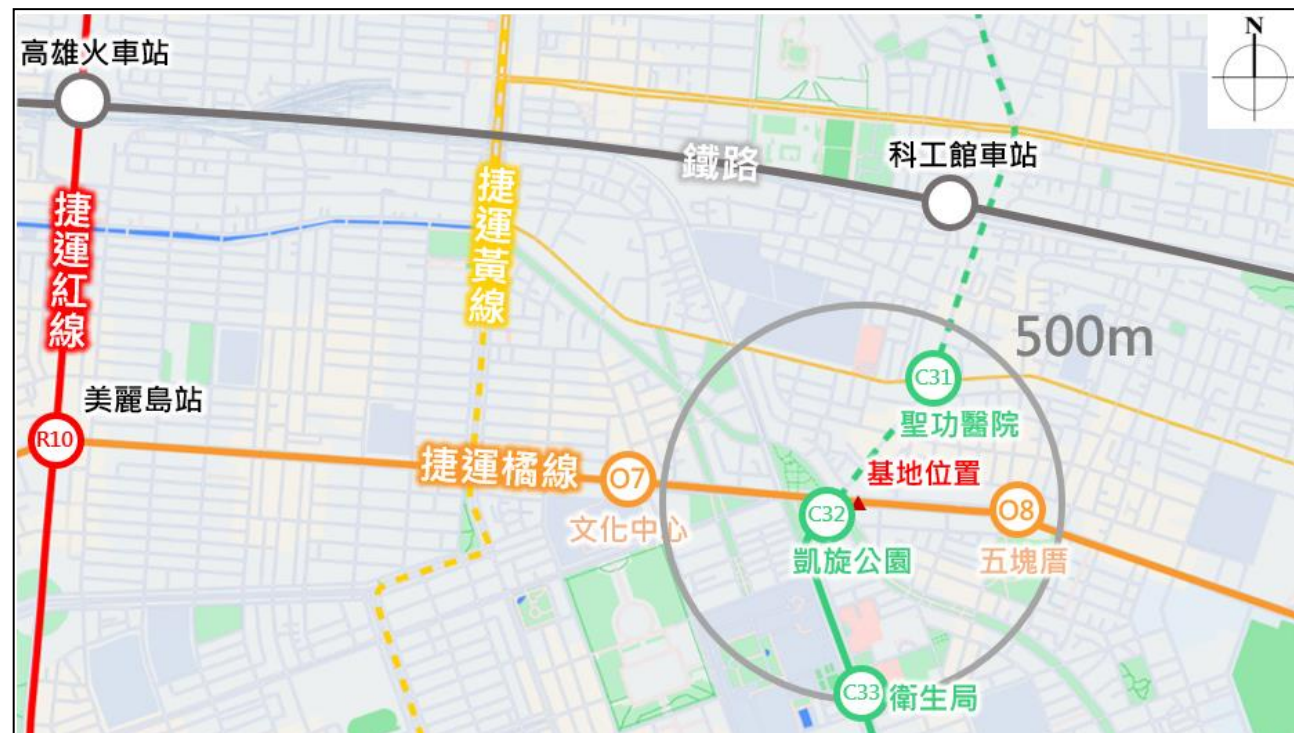 N
高雄火車站
鐵路
科工館車站
捷運紅線
捷運黃線
500m
C31
聖功醫院
美麗島站
R10
捷運橘線
O7
文化中心
基地位置
C32
凱旋公園
O8
五塊厝
C33
衛生局